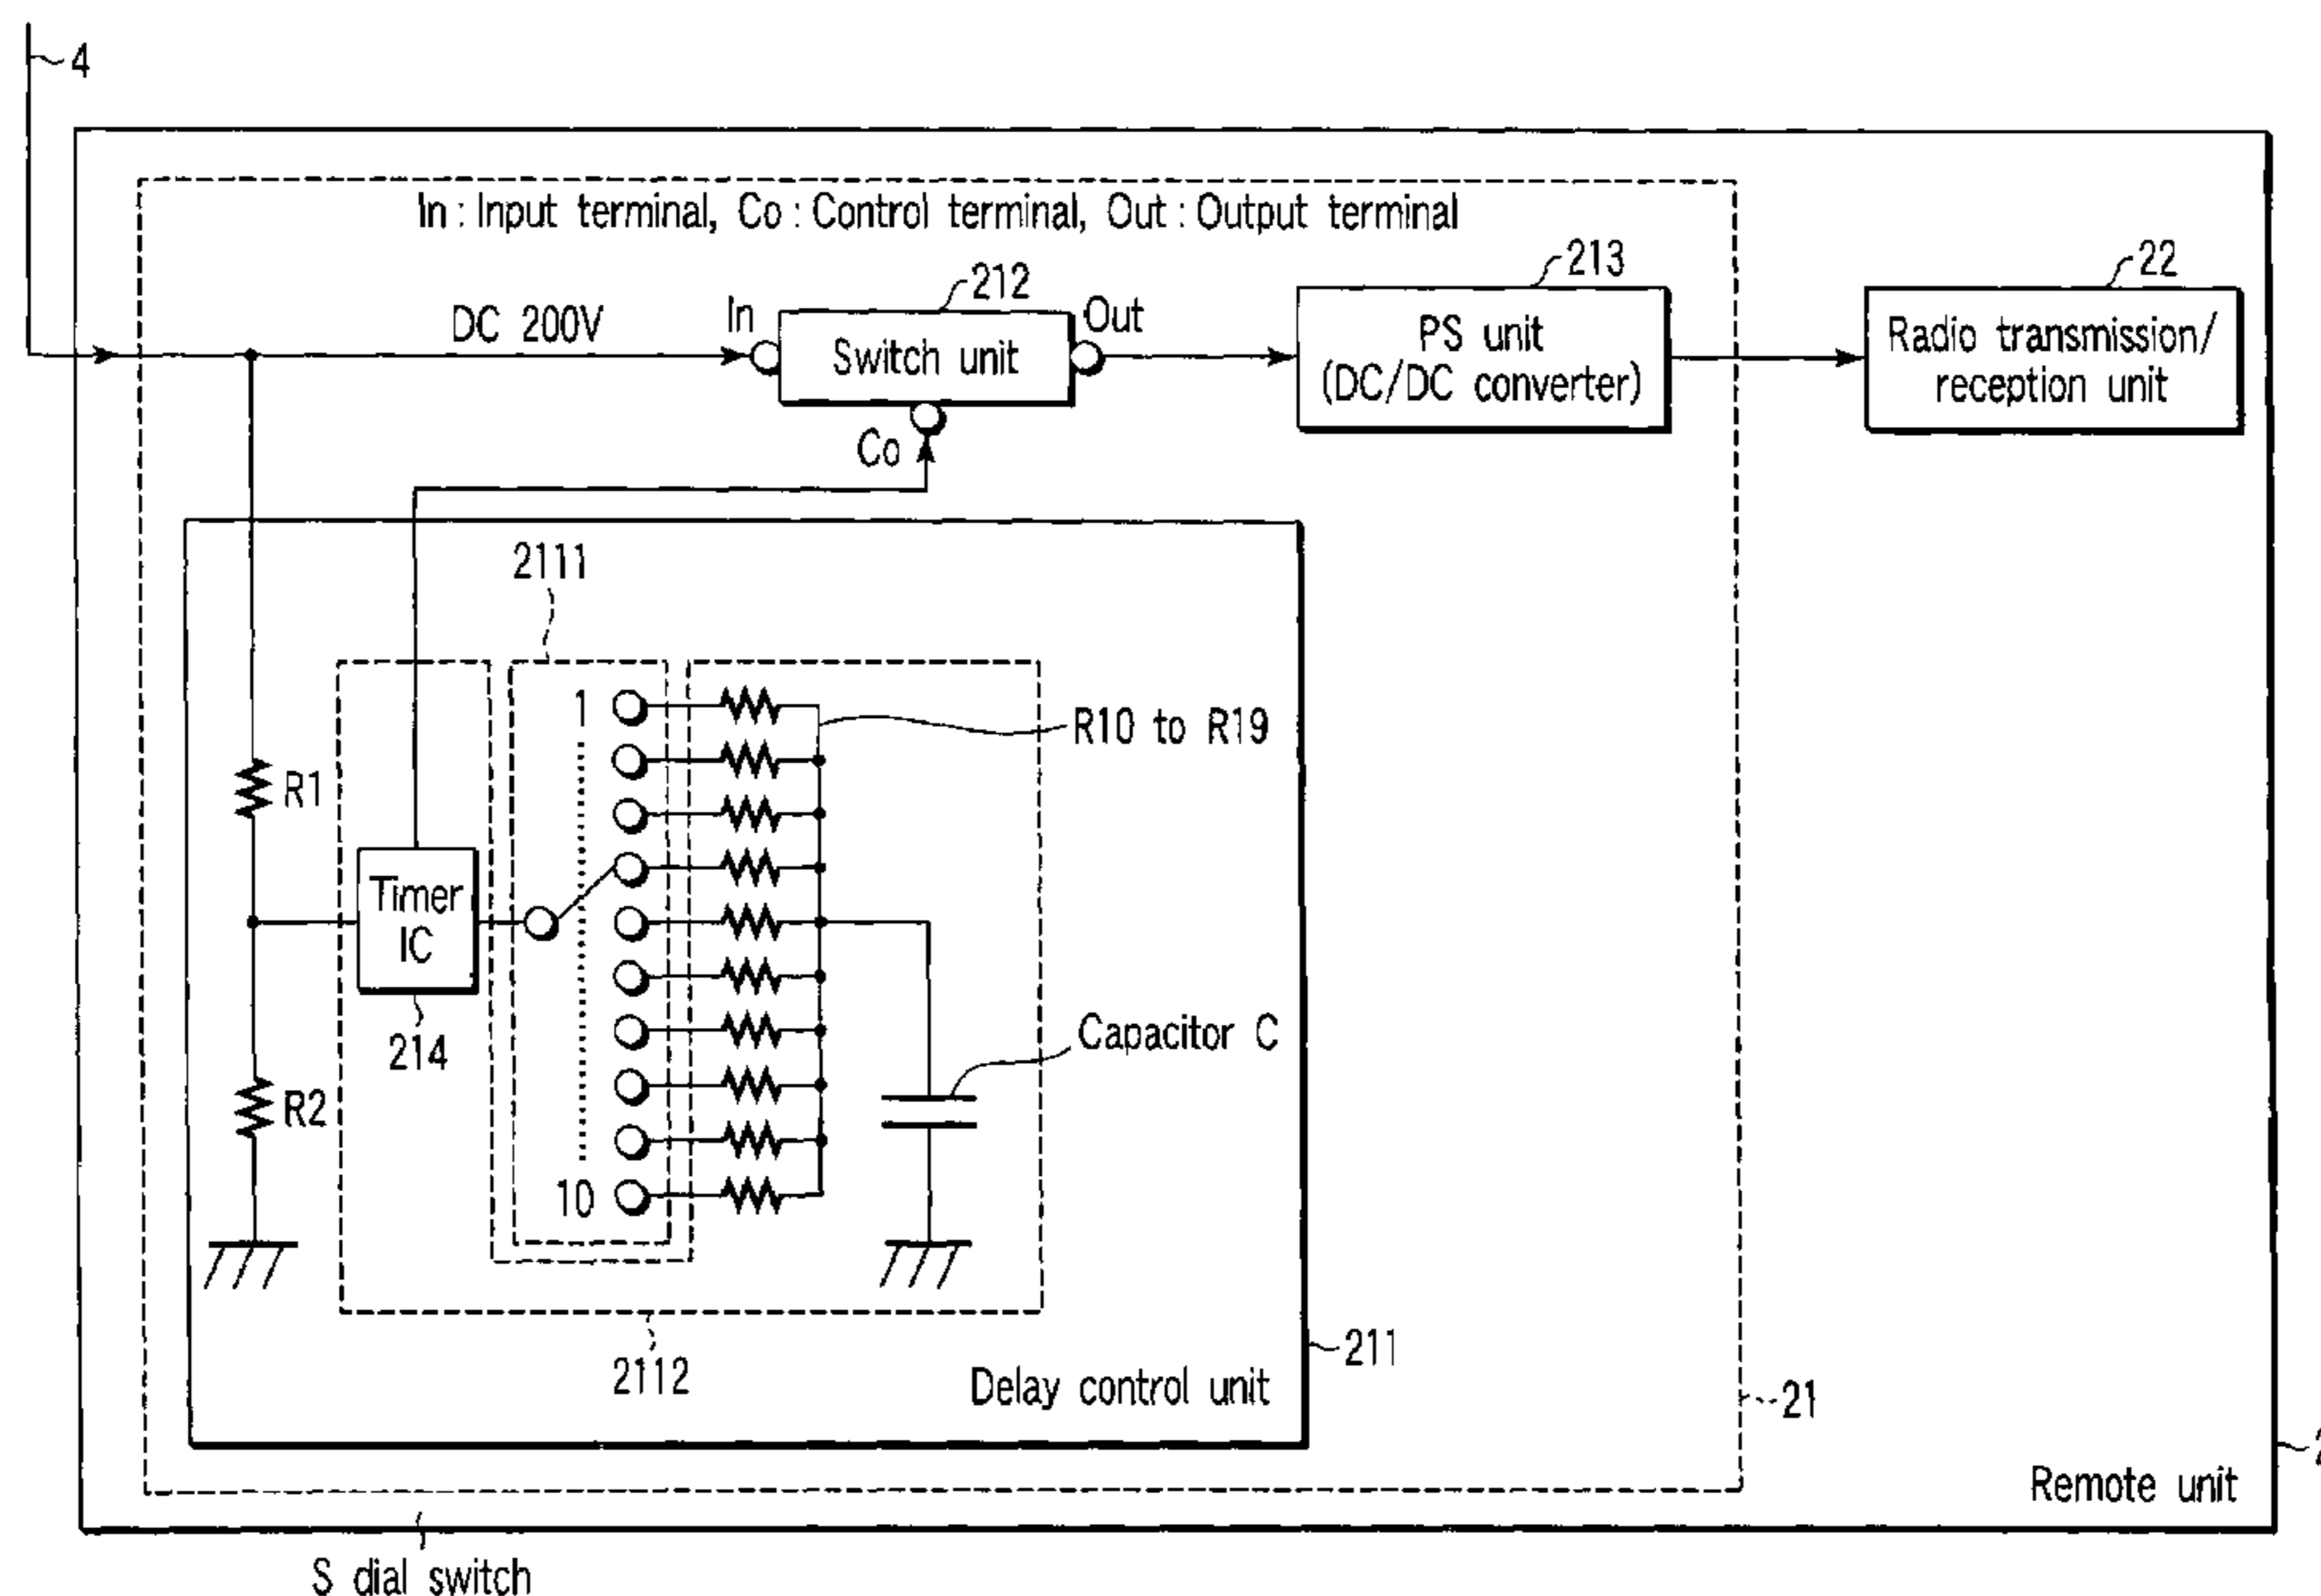 4
In : Input terminal, Co : Control terminal, Out : Output terminal
DC 200V
In
212
Out
Switch unit
Co
213
PS unit
(DC/DC converter)
22
Radio transmission/
reception unit
2111
1
R10 to R19
R1
Timer
IC
214
Capacitor C
R2
10
2112
211
Delay control unit
21
2
Remote unit
S dial switch